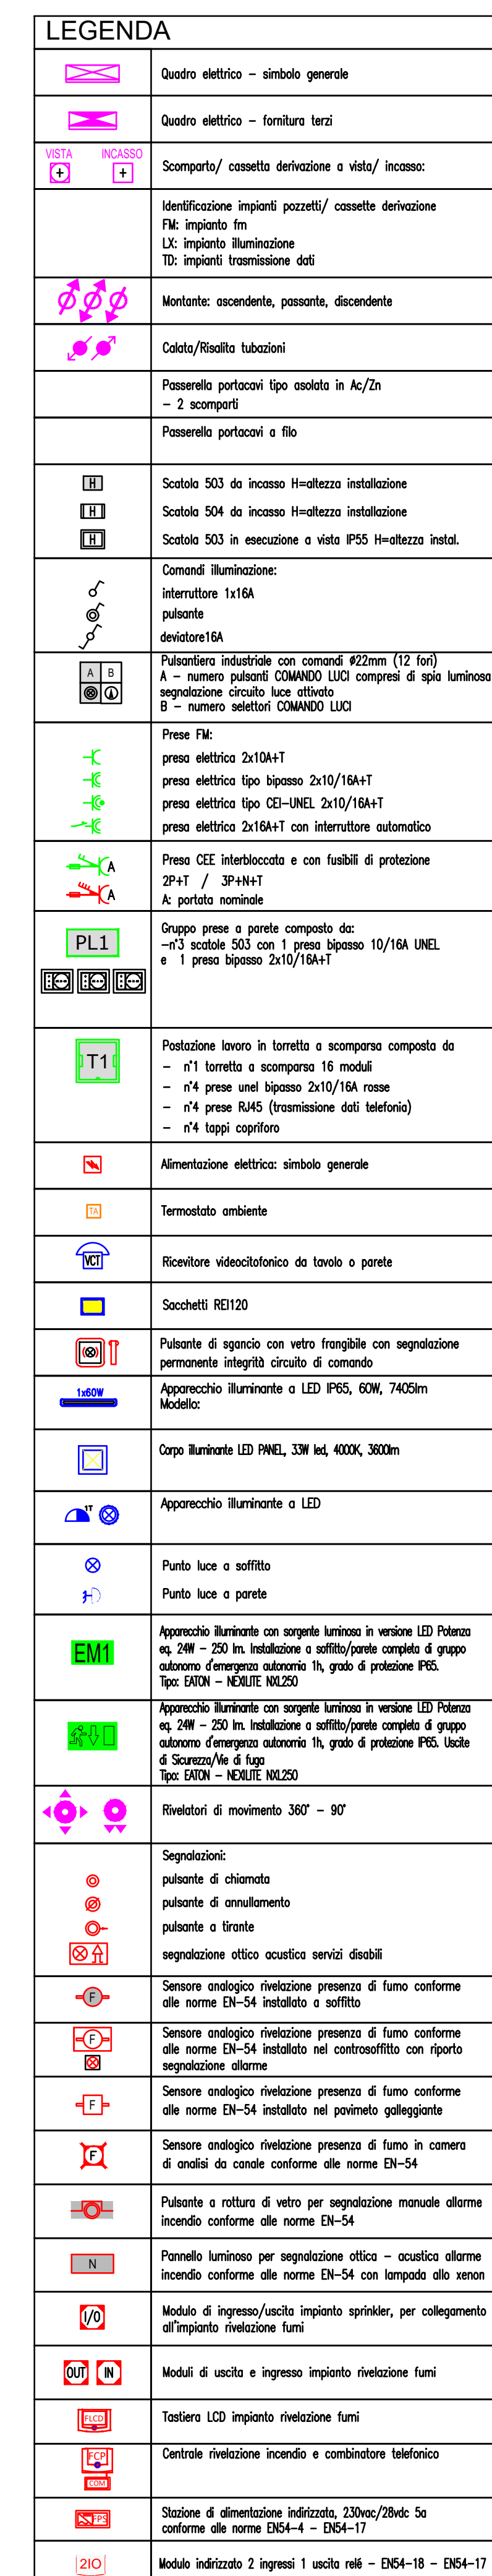 LEGENDA
Quadro elettrico – simbolo generale
Quadro elettrico – fornitura terzi
VISTA INCASSO
Scomparto/ cassetta derivazione a vista/ incasso:
Identificazione impianti pozzetti/ cassette derivazione
FM: impianto fm
LX: impianto illuminazione
TD: impianti trasmissione dati
Montante: ascendente, passante, discendente
Calata/Risalita tubazioni
Passerella portacavi tipo asolata in Ac/Zn
– 2 scomparti
Passerella portacavi a filo
H Scatola 503 da incasso H=altezza installazione
H Scatola 504 da incasso H=altezza installazione
H Scatola 503 in esecuzione a vista IP55 H=altezza instal.
Comandi illuminazione:
interruttore 1x16A
pulsante
deviatore16A
A B
Pulsantiera industriale con comandi ø22mm (12 fori)
A – numero pulsanti COMANDO LUCI compresi di spia luminosa
segnalazione circuito luce attivato
B – numero selettori COMANDO LUCI
Prese FM:
presa elettrica 2x10A+T
presa elettrica tipo bipasso 2x10/16A+T
presa elettrica tipo CEI–UNEL 2x10/16A+T
presa elettrica 2x16A+T con interruttore automatico
A
A
Presa CEE interbloccata e con fusibili di protezione
2P+T / 3P+N+T
A: portata nominale
PL1
Gruppo prese a parete composto da:
–n°3 scatole 503 con 1 presa bipasso 10/16A UNEL
e 1 presa bipasso 2x10/16A+T
T1
Postazione lavoro in torretta a scomparsa composta da
– n°1 torretta a scomparsa 16 moduli
– n°4 prese unel bipasso 2x10/16A rosse
– n°4 prese RJ45 (trasmissione dati telefonia)
– n°4 tappi copriforo
Alimentazione elettrica: simbolo generale
TA Termostato ambiente
VCT Ricevitore videocitofonico da tavolo o parete
Sacchetti REI120
Pulsante di sgancio con vetro frangibile con segnalazione
permanente integrità circuito di comando
1x60W
Apparecchio illuminante a LED IP65, 60W, 7405lm
Modello:
Corpo illuminante LED PANEL, 33W led, 4000K, 3600lm
1T Apparecchio illuminante a LED
Punto luce a soffitto
Punto luce a parete
EM1
Apparecchio illuminante con sorgente luminosa in versione LED Potenza
eq. 24W – 250 lm. Installazione a soffitto/parete completa di gruppo
autonomo d'emergenza autonomia 1h, grado di protezione IP65.
Tipo: EATON – NEXILITE NXL250
Apparecchio illuminante con sorgente luminosa in versione LED Potenza
eq. 24W – 250 lm. Installazione a soffitto/parete completa di gruppo
autonomo d'emergenza autonomia 1h, grado di protezione IP65. Uscite
di Sicurezza/Vie di fuga
Tipo: EATON – NEXILITE NXL250
Rivelatori di movimento 360° – 90°
Segnalazioni:
pulsante di chiamata
pulsante di annullamento
pulsante a tirante
segnalazione ottico acustica servizi disabili
F
Sensore analogico rivelazione presenza di fumo conforme
alle norme EN–54 installato a soffitto
F
Sensore analogico rivelazione presenza di fumo conforme
alle norme EN–54 installato nel controsoffitto con riporto
segnalazione allarme
F
Sensore analogico rivelazione presenza di fumo conforme
alle norme EN–54 installato nel pavimeto galleggiante
F
Sensore analogico rivelazione presenza di fumo in camera
di analisi da canale conforme alle norme EN–54
Pulsante a rottura di vetro per segnalazione manuale allarme
incendio conforme alle norme EN–54
N
Pannello luminoso per segnalazione ottica – acustica allarme
incendio conforme alle norme EN–54 con lampada allo xenon
I/O
Modulo di ingresso/uscita impianto sprinkler, per collegamento
all'impianto rivelazione fumi
OUT IN Moduli di uscita e ingresso impianto rivelazione fumi
FLCD Tastiera LCD impianto rivelazione fumi
FCP Centrale rivelazione incendio e combinatore telefonico
COM
FPS
Stazione di alimentazione indirizzata, 230vac/28vdc 5a
conforme alle norme EN54–4 – EN54–17
2IO Modulo indirizzato 2 ingressi 1 uscita relé – EN54–18 – EN54–17